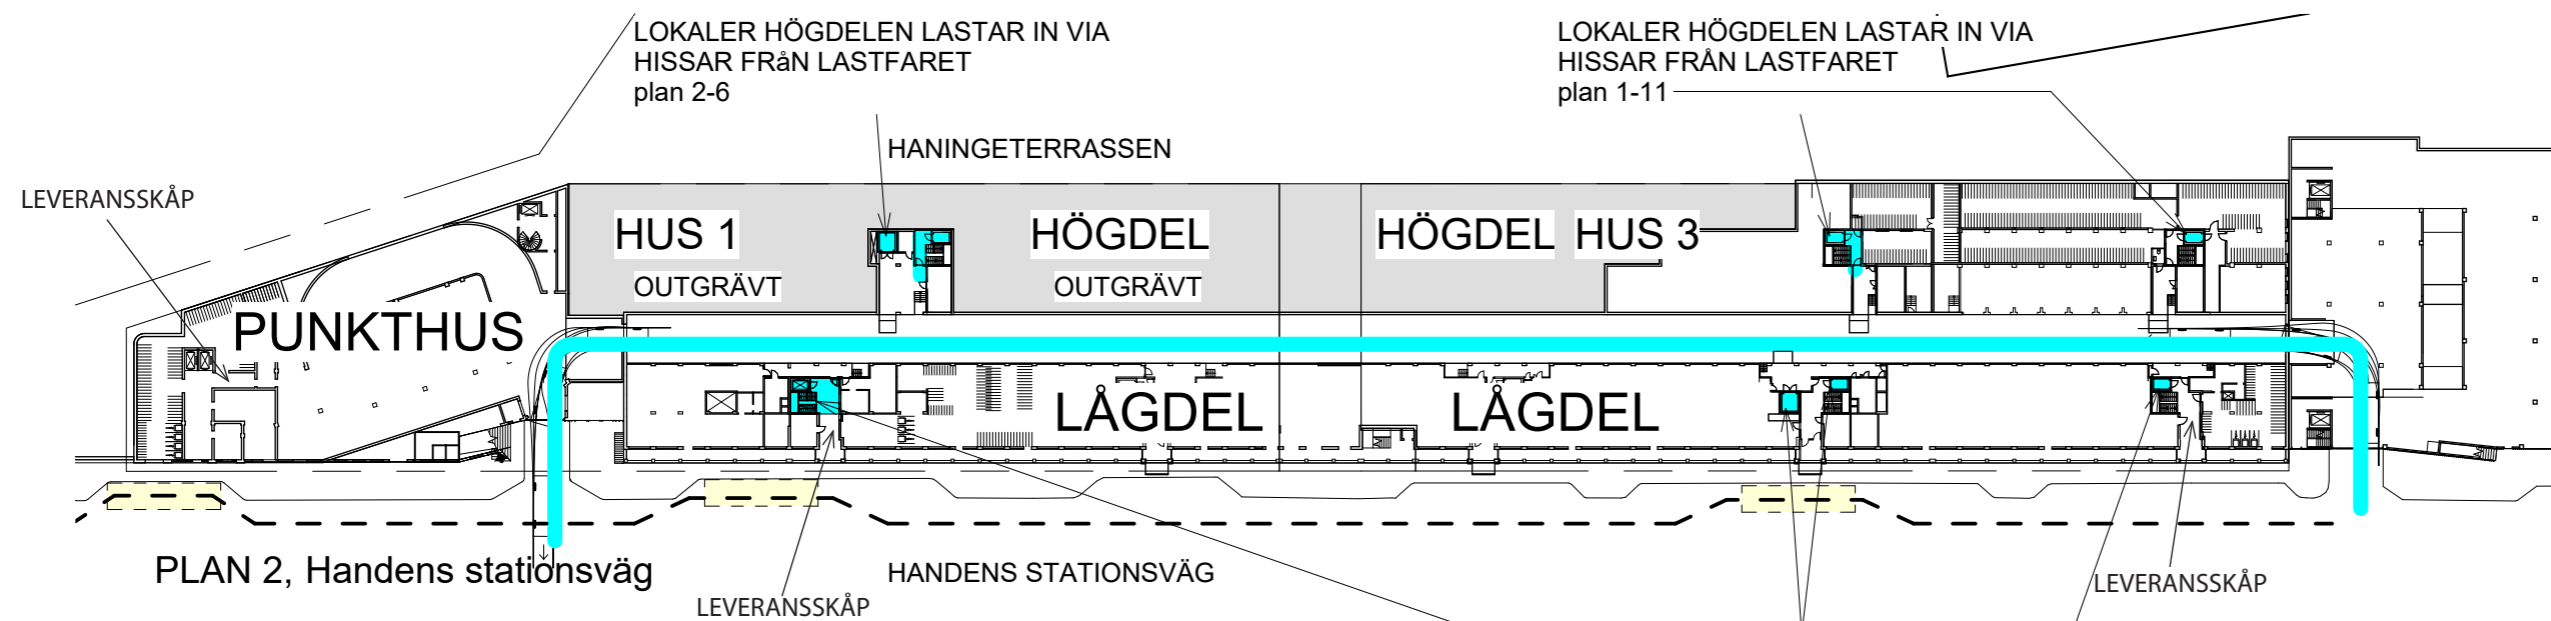 LOKALER HÖGDELEN LASTAR IN VIA
HISSAR FRåN LASTFARET
plan 2-6
LOKALER HÖGDELEN LASTAR IN VIA
HISSAR FRÅN LASTFARET
plan 1-11
HANINGETERRASSEN
LEVERANSSKÅP
HUS 1
HÖGDEL
HÖGDEL
HUS 3
OUTGRÄVT
OUTGRÄVT
PUNKTHUS
LÅGDEL
LÅGDEL
PLAN 2, Handens stationsväg
HANDENS STATIONSVÄG
LEVERANSSKÅP
LEVERANSSKÅP